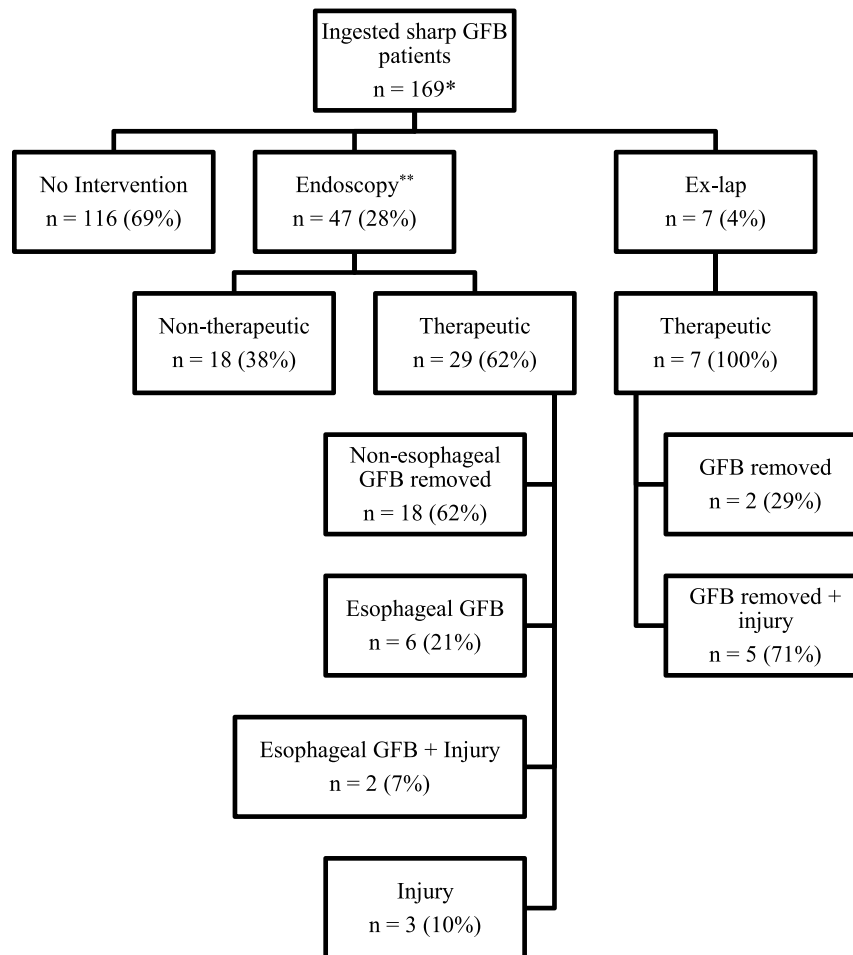 Ingested sharp GFB
patients
n = 169*
No Intervention
n = 116 (69%)
Endoscopy**
n = 47 (28%)
Ex-lap
n = 7 (4%)
Non-therapeutic
n = 18 (38%)
Therapeutic
n = 29 (62%)
Therapeutic
n = 7 (100%)
Non-esophageal
GFB removed
n = 18 (62%)
GFB removed
n = 2 (29%)
Esophageal GFB
n = 6 (21%)
GFB removed +
injury
n = 5 (71%)
Esophageal GFB + Injury
n = 2 (7%)
Injury
n = 3 (10%)